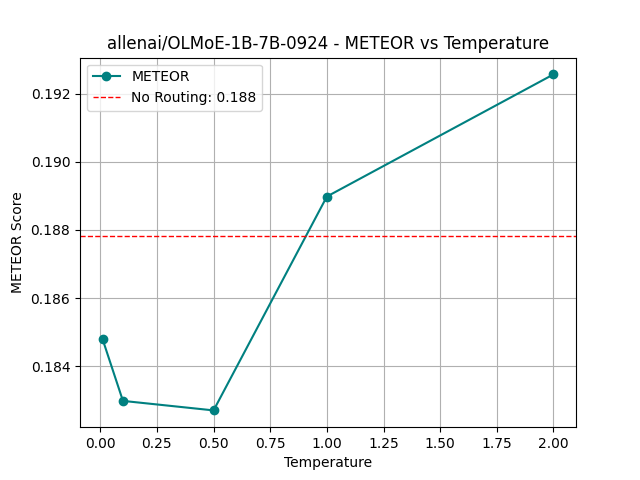 allenai/OLMoE-1B-7B-0924 - METEOR vs Temperature
METEOR
No Routing: 0.188
0.192
0.190
0.188
0.186
0.184
METEOR Score
0.00 0.25 0.50 0.75 1.00 1.25 1.50 1.75 2.00
Temperature